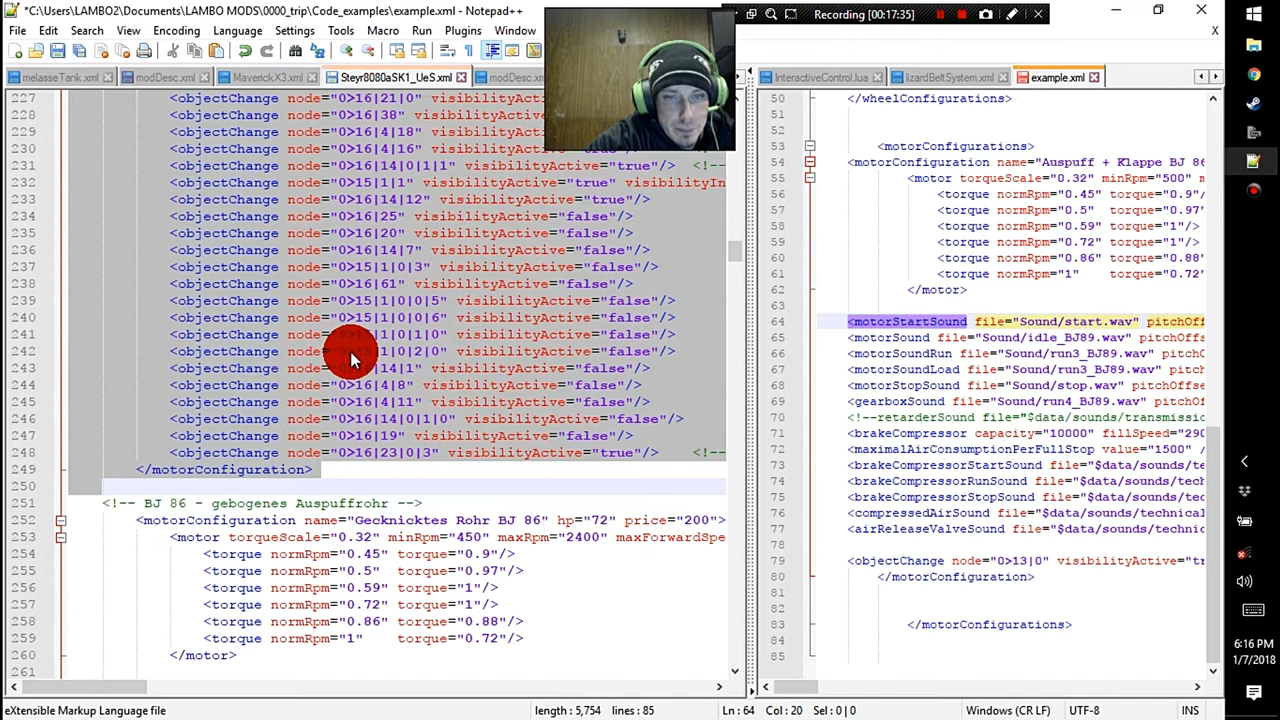 *C:\Users\LAMBO2\Documents\LAMBO MODS\0000_trip\Code_examples\example.xml - Notepad++
Recording [00:17:35]
File Edit Search View Encoding Language Settings Tools Macro Run Plugins Window
X
melasseTank.xml modDesc.xml MaverickX3.xml Steyr8080aSK1_UeS.xml modDesc.xml
InteractiveControl.lua lizardBeltSystem.xml example.xml
227 <objectChange node="0>16|21|0" visibilityActi
228 <objectChange node="0>16|38" visibilityActive
229 <objectChange node="0>16|4|18" visibilityActi
230 <objectChange node="0>16|4|16" visibilityActi
231 <objectChange node="0>16|14|0|1|1" visibilityActive="true"/> <!--
232 <objectChange node="0>15|1|1" visibilityActive="true" visibilityIn
233 <objectChange node="0>16|14|12" visibilityActive="true"/>
234 <objectChange node="0>16|25" visibilityActive="false"/>
235 <objectChange node="0>16|20" visibilityActive="false"/>
236 <objectChange node="0>16|14|7" visibilityActive="false"/>
237 <objectChange node="0>15|1|0|3" visibilityActive="false"/>
238 <objectChange node="0>16|61" visibilityActive="false"/>
239 <objectChange node="0>15|1|0|0|5" visibilityActive="false"/>
240 <objectChange node="0>15|1|0|0|6" visibilityActive="false"/>
241 <objectChange node= |1|0|1|0" visibilityActive="false"/>
242 <objectChange node= |1|0|2|0" visibilityActive="false"/>
243 <objectChange node= |14|1" visibilityActive="false"/>
244 <objectChange node="0>16|4|8" visibilityActive="false"/>
245 <objectChange node="0>16|4|11" visibilityActive="false"/>
246 <objectChange node="0>16|14|0|1|0" visibilityActive="false"/>
247 <objectChange node="0>16|19" visibilityActive="false"/>
248 <objectChange node="0>16|23|0|3" visibilityActive="true"/> <!--
249 </motorConfiguration>
250
251 <!-- BJ 86 - gebogenes Auspuffrohr -->
252 <motorConfiguration name="Gecknicktes Rohr BJ 86" hp="72" price="200">
253 <motor torqueScale="0.32" minRpm="450" maxRpm="2400" maxForwardSpe
254 <torque normRpm="0.45" torque="0.9"/>
255 <torque normRpm="0.5" torque="0.97"/>
256 <torque normRpm="0.59" torque="1"/>
257 <torque normRpm="0.72" torque="1"/>
258 <torque normRpm="0.86" torque="0.88"/>
259 <torque normRpm="1" torque="0.72"/>
260 </motor>
261
50 </wheelConfigurations>
51
52
53 <motorConfigurations>
54 <motorConfiguration name="Auspuff + Klappe BJ 86
55 <motor torqueScale="0.32" minRpm="500"
56 <torque normRpm="0.45" torque="0.9"/
57 <torque normRpm="0.5" torque="0.97
58 <torque normRpm="0.59" torque="1"/>
59 <torque normRpm="0.72" torque="1"/>
60 <torque normRpm="0.86" torque="0.88"
61 <torque normRpm="1" torque="0.72"
62 </motor>
63
64 <motorStartSound file="Sound/start.wav" pitchOff
65 <motorSound file="Sound/idle_BJ89.wav" pitchOffs
66 <motorSoundRun file="Sound/run3_BJ89.wav" pitchO
67 <motorSoundLoad file="Sound/run3_BJ89.wav" pitch
68 <motorStopSound file="Sound/stop.wav" pitchOffse
69 <gearboxSound file="Sound/run4_BJ89.wav" pitchOf
70 <!--retarderSound file="$data/sounds/transmissio
71 <brakeCompressor capacity="10000" fillSpeed="290
72 <maximalAirConsumptionPerFullStop value="1500" /
73 <brakeCompressorStartSound file="$data/sounds/te
74 <brakeCompressorRunSound file="$data/sounds/tech
75 <brakeCompressorStopSound file="$data/sounds/tec
76 <compressedAirSound file="$data/sounds/technical
77 <airReleaseValveSound file="$data/sounds/technic
78
79 <objectChange node="0>13|0" visibilityActive="tr
80 </motorConfiguration>
81
82
83 </motorConfigurations>
84
85
6:16 PM
1/7/2018
eXtensible Markup Language file length : 5,754 lines : 85 Ln : 64 Col : 20 Sel : 0 | 0 Windows (CR LF) UTF-8 INS